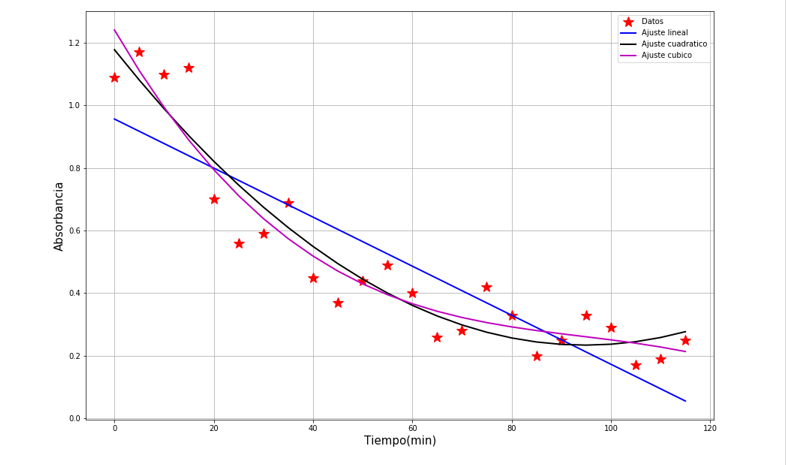 Datos
Ajuste lineal
Ajuste cuadratico
Ajuste cubico
1.2
1.0
0.8
0.6
0.4
0.2
0.0
Absorbancia
0 20 40 60 80 100 120
Tiempo(min)